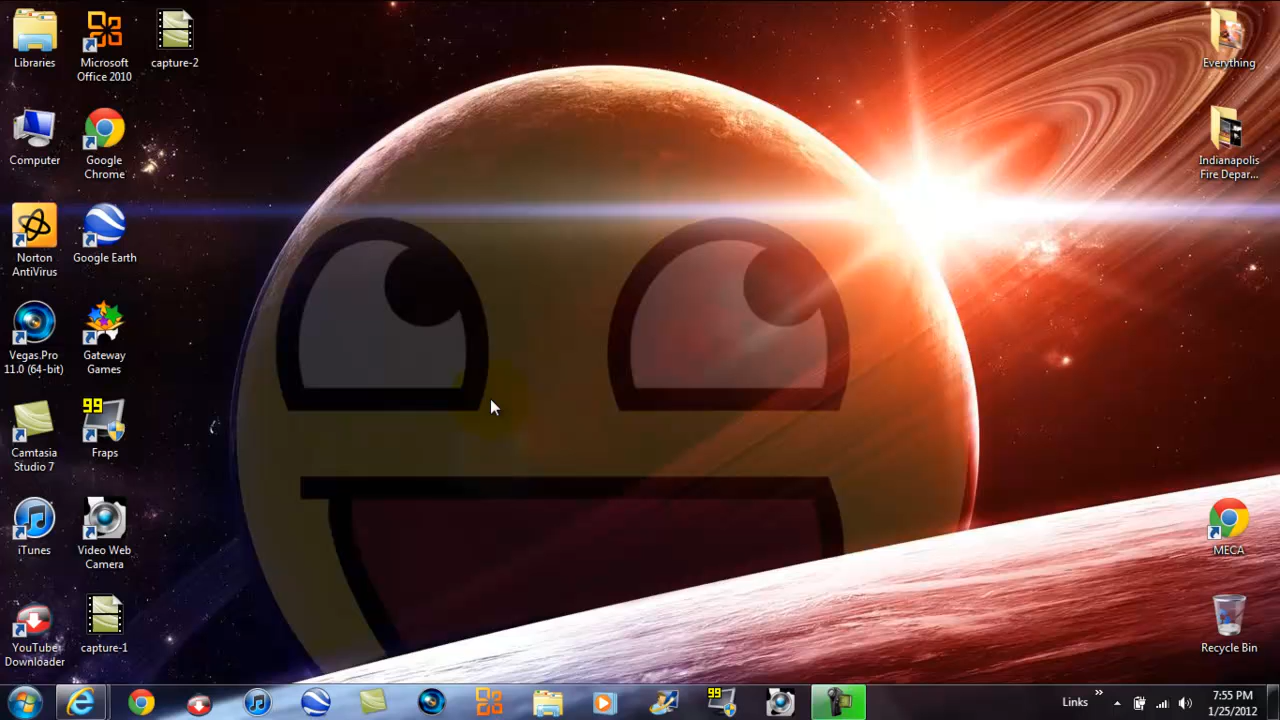 Libraries
Microsoft
Office 2010
capture-2
Everything
Computer
Google
Chrome
Indianapolis
Fire Depar...
Norton
AntiVirus
Google Earth
Vegas.Pro
11.0 (64-bit)
Gateway
Games
99
Camtasia
Studio 7
Fraps
iTunes
Video Web
Camera
MECA
YouTube
Downloader
capture-1
Recycle Bin
99
Links
»
7:55 PM
1/25/2012